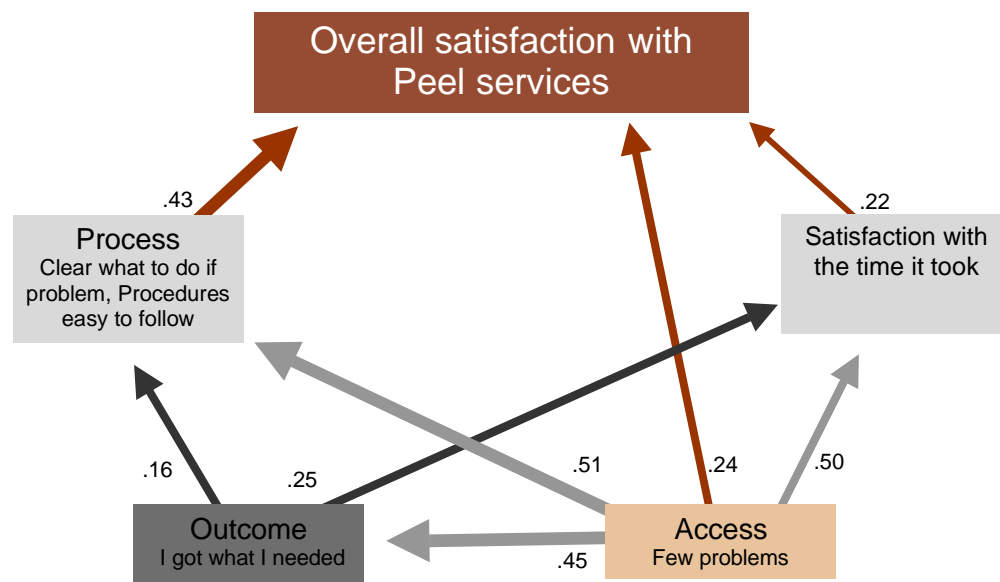 Overall satisfaction with
Peel services
.43
.22
Process
Clear what to do if
problem, Procedures
easy to follow
Satisfaction with
the time it took
.16
.25
.51
.24
.50
Outcome
I got what I needed
.45
Access
Few problems